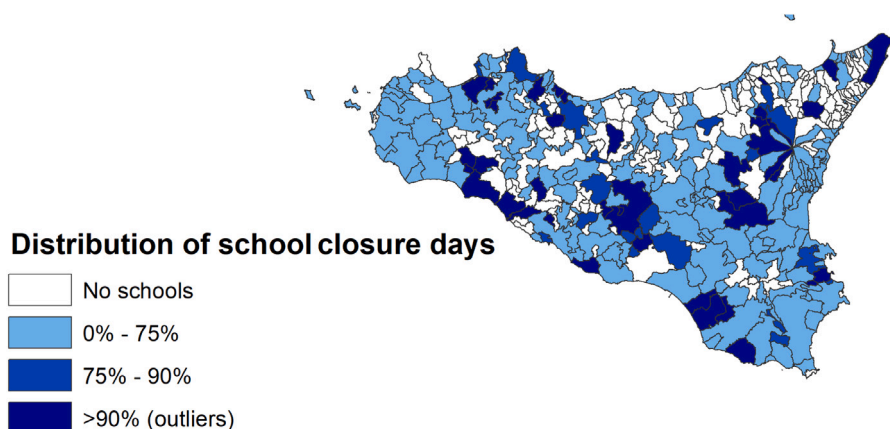 Distribution of school closure days
No schools
0% - 75%
75% - 90%
>90% (outliers)